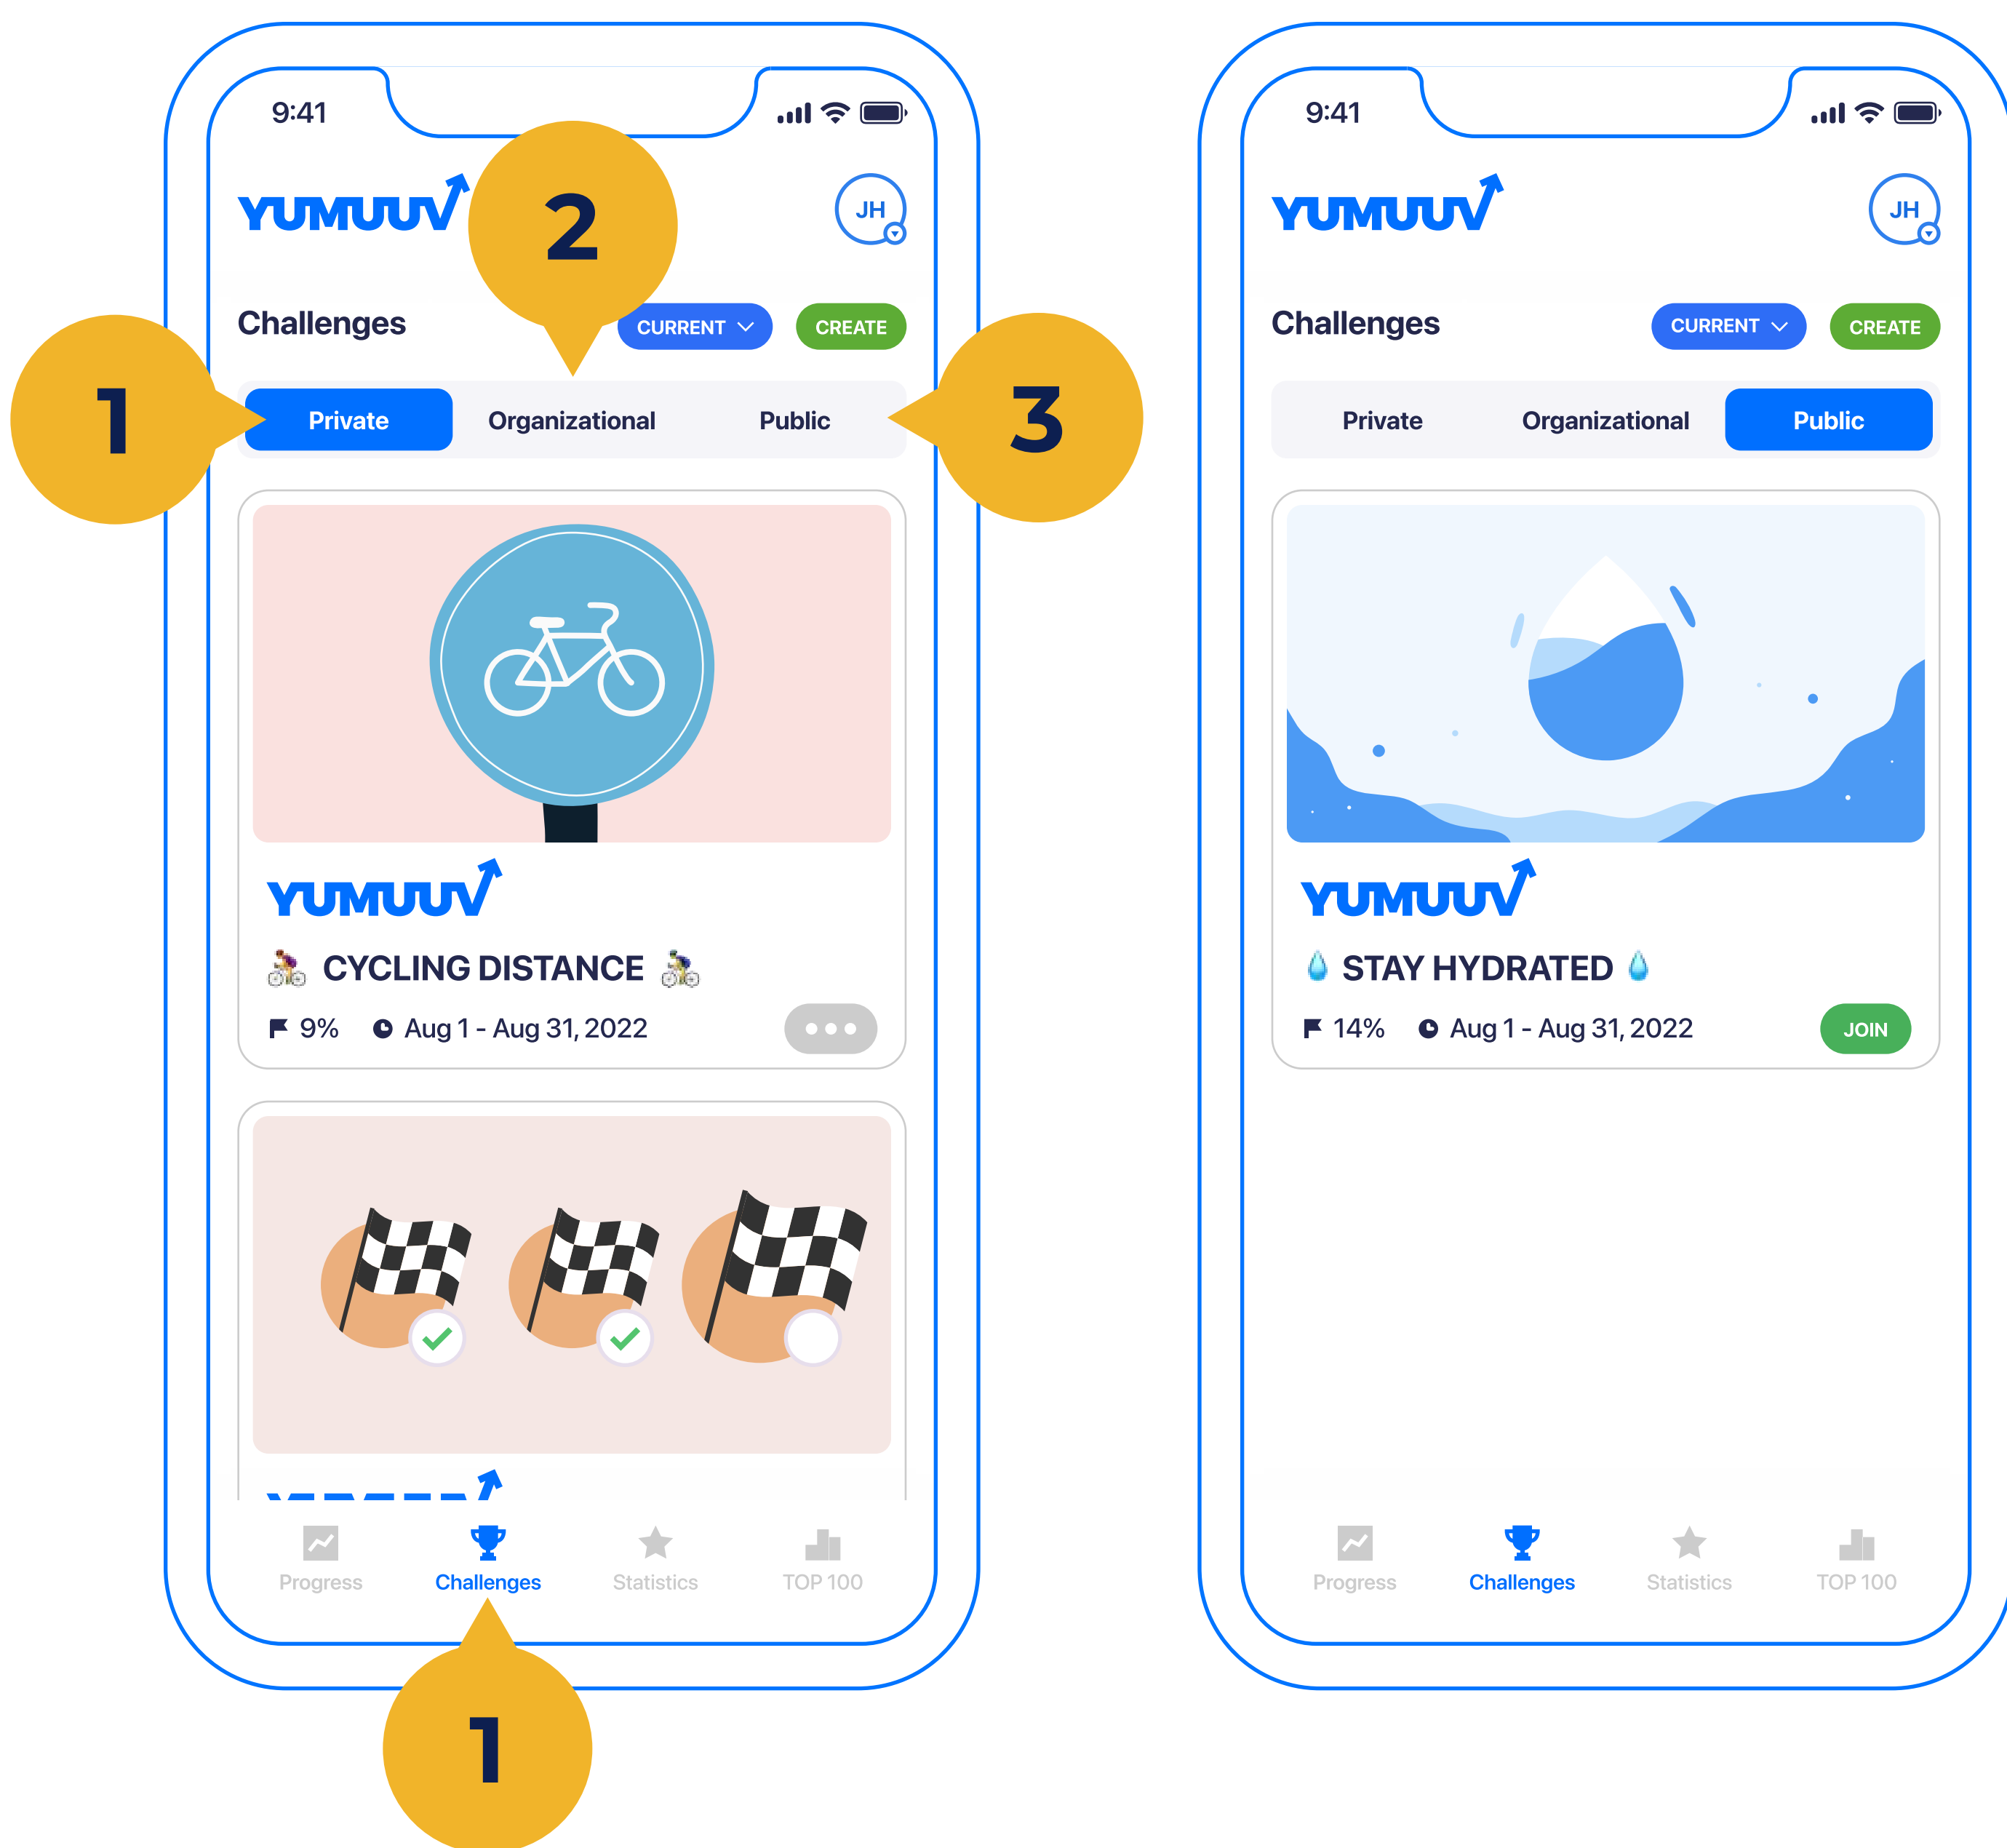 9:41
YUMUUV
JH
2
Challenges
CURRENT
CREATE
1
Private
Organizational
Public
3
YUMUUV
CYCLING DISTANCE
9%
Aug 1 - Aug 31, 2022
Progress
Challenges
Statistics
TOP 100
1
9:41
YUMUUV
JH
Challenges
CURRENT
CREATE
Private
Organizational
Public
YUMUUV
STAY HYDRATED
14%
Aug 1 - Aug 31, 2022
JOIN
Progress
Challenges
Statistics
TOP 100